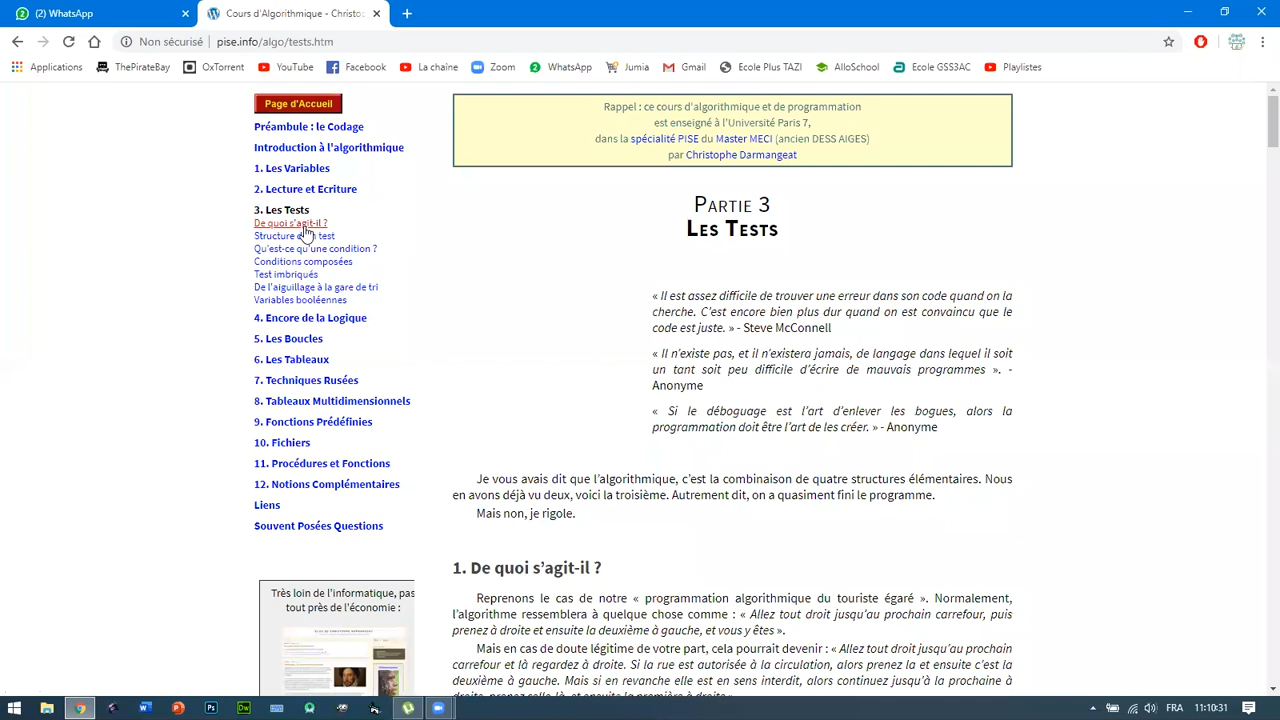 (2) WhatsApp
Cours d'Algorithmique - Christo
Non sécurisé
pise.info/algo/tests.htm
Applications
ThePirateBay
OxTorrent
YouTube
Facebook
La chaîne
Zoom
WhatsApp
Jumia
Gmail
Ecole Plus TAZI
AlloSchool
Ecole GSS3AC
Playlistes
Page d'Accueil
Préambule : le Codage
Introduction à l'algorithmique
1. Les Variables
2. Lecture et Ecriture
3. Les Tests
De quoi s'agit-il ?
Structure d'un test
Qu'est-ce qu'une condition ?
Conditions composées
Test imbriqués
De l'aiguillage à la gare de tri
Variables booléennes
4. Encore de la Logique
5. Les Boucles
6. Les Tableaux
7. Techniques Rusées
8. Tableaux Multidimensionnels
9. Fonctions Prédéfinies
10. Fichiers
11. Procédures et Fonctions
12. Notions Complémentaires
Liens
Souvent Posées Questions
Très loin de l'informatique, pas
tout près de l'économie :
Rappel : ce cours d'algorithmique et de programmation
est enseigné à l'Université Paris 7,
dans la spécialité PISE du Master MECI (ancien DESS AIGES)
par Christophe Darmangeat
Partie 3
Les Tests
« Il est assez difficile de trouver une erreur dans son code quand on la
cherche. C'est encore bien plus dur quand on est convaincu que le
code est juste. » - Steve McConnell
« Il n'existe pas, et il n'existera jamais, de langage dans lequel il soit
un tant soit peu difficile d'écrire de mauvais programmes ». -
Anonyme
« Si le déboguage est l'art d'enlever les bogues, alors la
programmation doit être l'art de les créer. » - Anonyme
Je vous avais dit que l'algorithmique, c'est la combinaison de quatre structures élémentaires. Nous
en avons déjà vu deux, voici la troisième. Autrement dit, on a quasiment fini le programme.
Mais non, je rigole.
1. De quoi s'agit-il ?
Reprenons le cas de notre « programmation algorithmique du touriste égaré ». Normalement,
l'algorithme ressemblera à quelque chose comme : « Allez tout droit jusqu'au prochain carrefour, puis
prenez à droite et ensuite la deuxième à gauche, et vous y êtes ».
Mais en cas de doute légitime de votre part, cela pourrait devenir : « Allez tout droit jusqu'au prochain
carrefour et là regardez à droite. Si la rue est autorisée à la circulation, alors prenez la et ensuite c'est la
deuxième à gauche. Mais si en revanche elle est en sens interdit, alors continuez jusqu'à la prochaine à
FRA
11:10:31